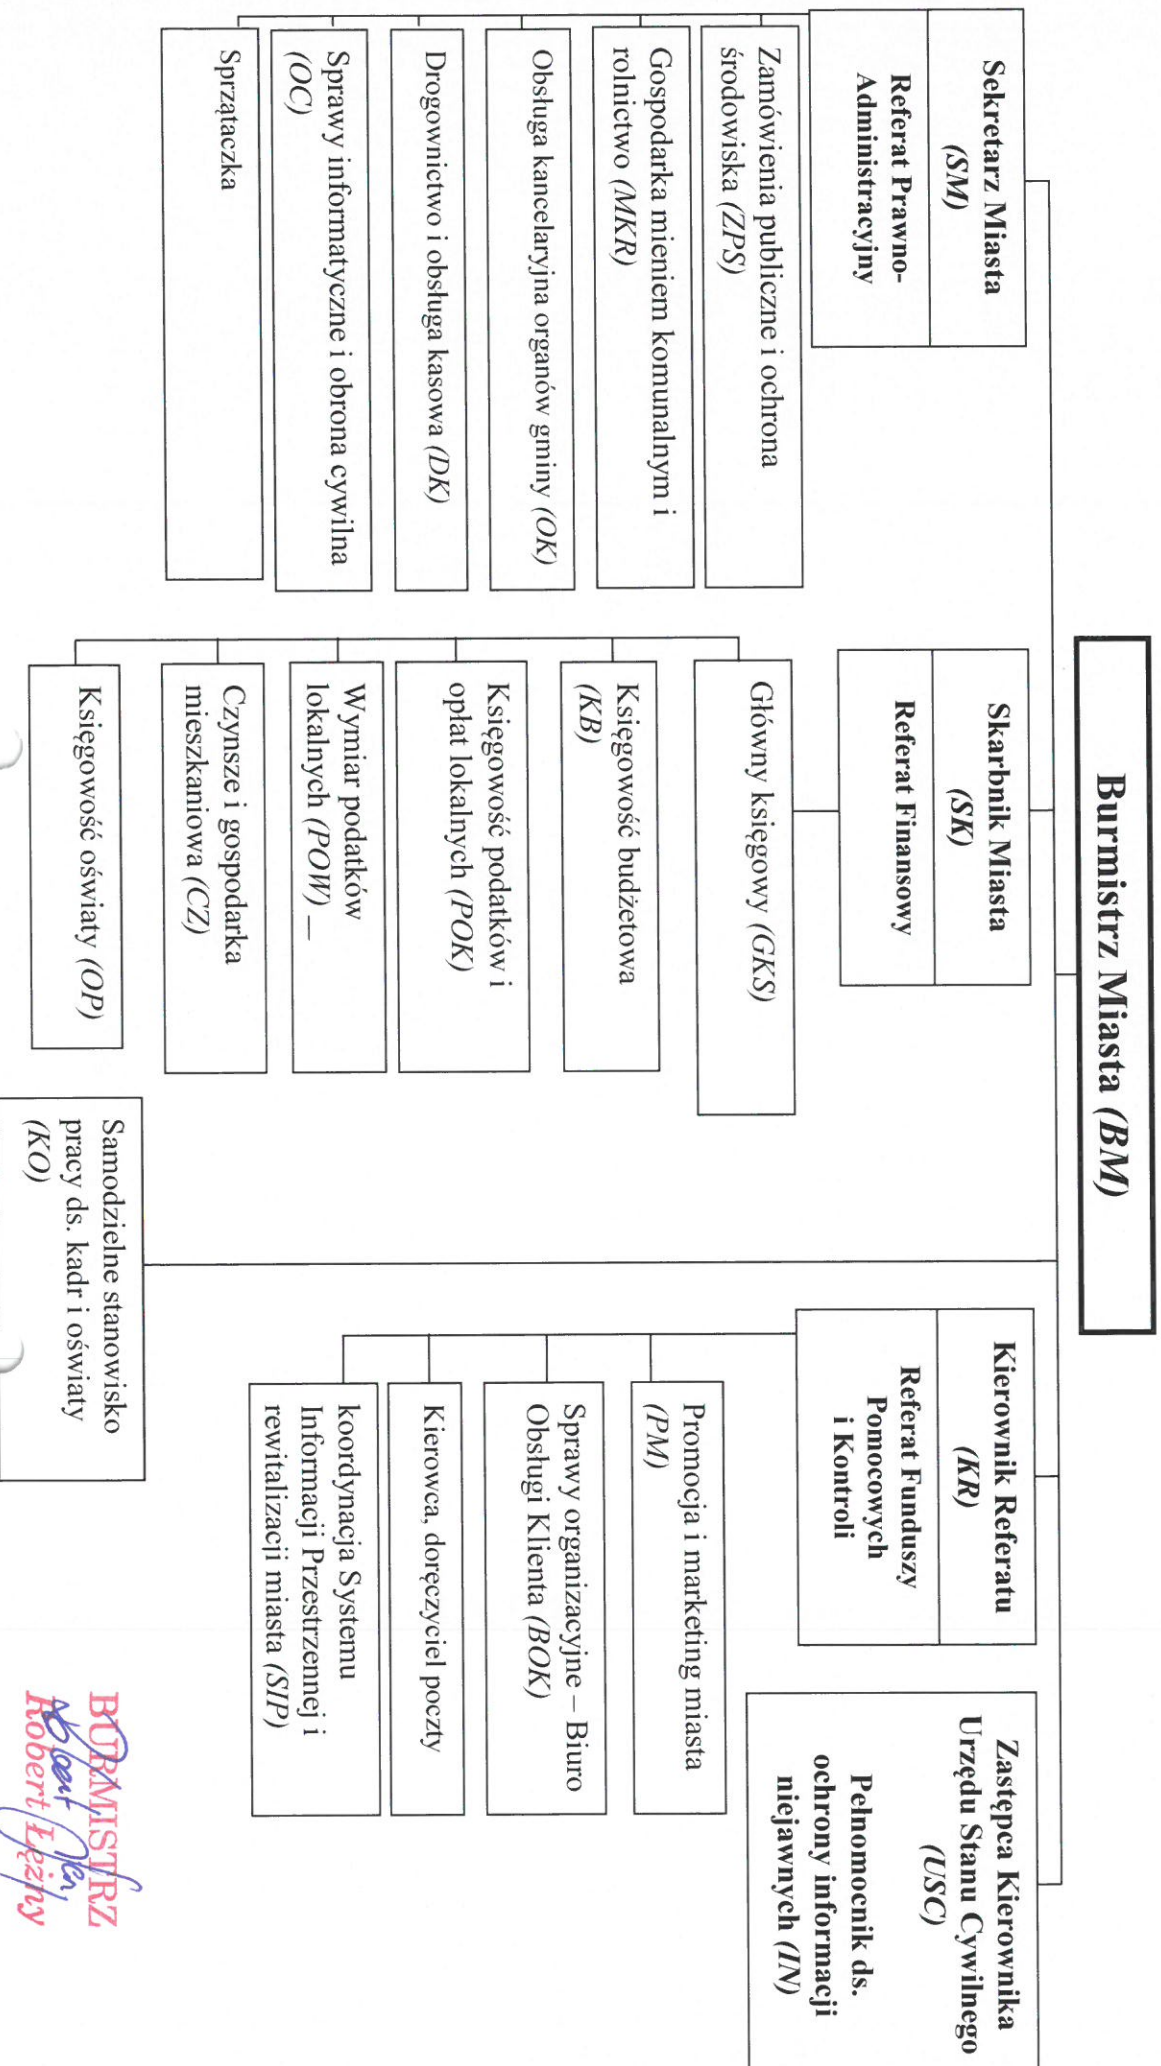 Burmistrz Miasta (BM)
Sekretarz Miasta
(SM)
Referat Prawno-
Administracyjny
Zamówienia publiczne i ochrona
środowiska (ZPS)
Gospodarka mieniem komunalnym i
rolnictwo (MKR)
Obsługa kancelaryjna organów gminy (OK)
Drogownictwo i obsługa kasowa (DK)
Sprawy informatyczne i obrona cywilna
(OC)
Sprzątaczka
Skarbnik Miasta
(SK)
Referat Finansowy
Główny księgowy (GKS)
Księgowość budżetowa
(KB)
Księgowość podatków i
opłat lokalnych (POK)
Wymiar podatków
lokalnych (POW) _
Czynsze i gospodarka
mieszkaniowa (CZ)
Księgowość oświaty (OP)
Samodzielne stanowisko
pracy ds. kadr i oświaty
(KO)
Kierownik Referatu
(KR)
Referat Funduszy
Pomocowych
i Kontroli
Promocja i marketing miasta
(PM)
Sprawy organizacyjne – Biuro
Obsługi Klienta (BOK)
Kierowca, doręczyciel poczty
koordynacja Systemu
Informacji Przestrzennej i
rewitalizacji miasta (SIP)
Zastępca Kierownika
Urzędu Stanu Cywilnego
(USC)
Pełnomocnik ds.
ochrony informacji
niejawnych (IN)
BURMISTRZ
Robert Łężny